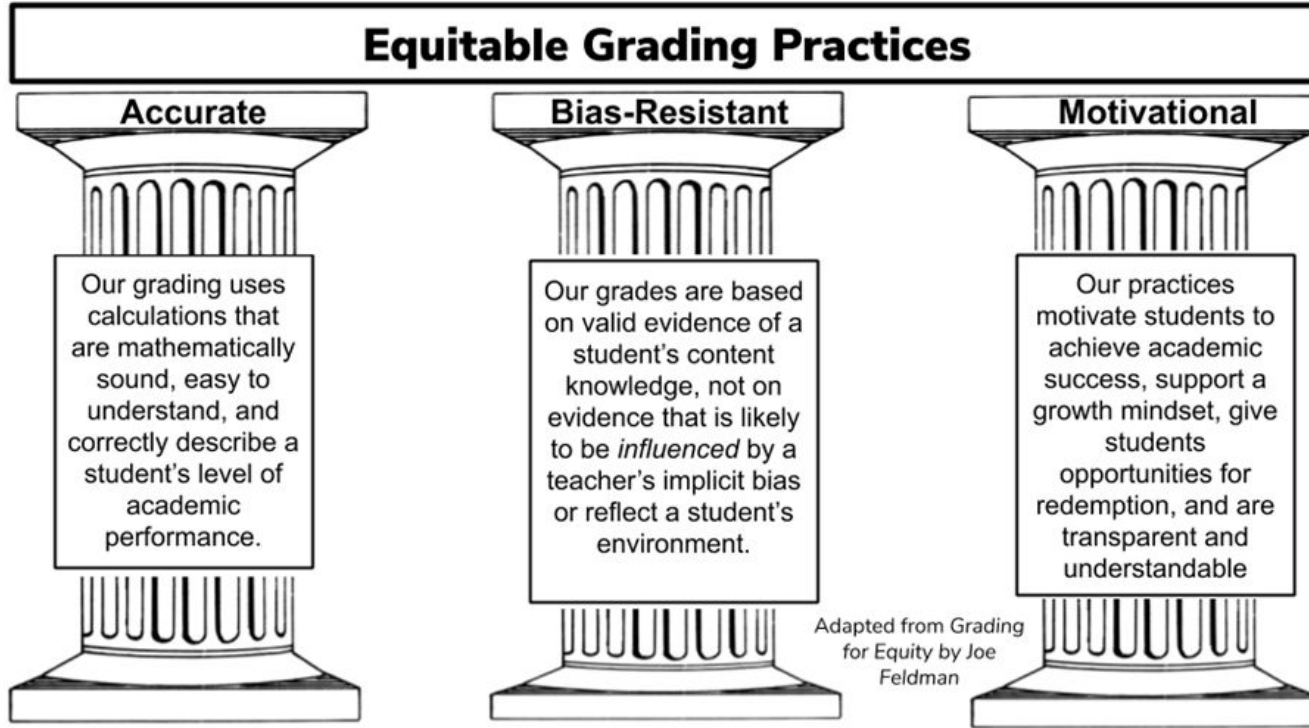 Equitable Grading Practices
Accurate
Our grading uses
calculations that
are mathematically
sound, easy to
understand, and
correctly describe a
student's level of
academic
performance.
Bias-Resistant
Our grades are based
on valid evidence of a
student's content
knowledge, not on
evidence that is likely
to be influenced by a
teacher's implicit bias
or reflect a student's
environment.
Motivational
Our practices
motivate students to
achieve academic
success, support a
growth mindset, give
students
opportunities for
redemption, and are
transparent and
understandable
Adapted from Grading
for Equity by Joe
Feldman